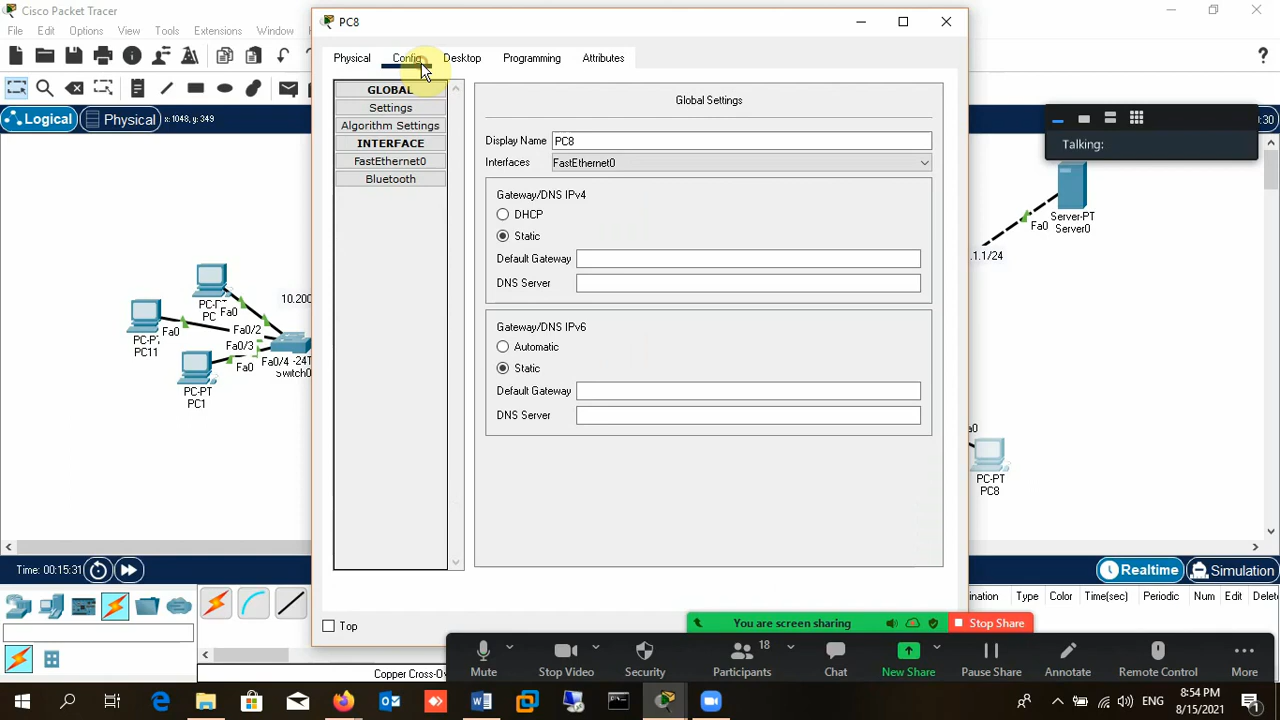 Cisco Packet Tracer
File Edit Options View Tools Extensions Window
Logical
Physical
x: 1048, y: 349
PC8
Physical Config Desktop Programming Attributes
GLOBAL
Settings
Algorithm Settings
INTERFACE
FastEthernet0
Bluetooth
Global Settings
Display Name PC8
Interfaces FastEthernet0
Gateway/DNS IPv4
DHCP
Static
Default Gateway
DNS Server
Gateway/DNS IPv6
Automatic
Static
Default Gateway
DNS Server
Top
:30
Talking:
Server-PT
Server0
Fa0
.1.1/24
10.200
Fa0
Fa0
Fa0/2
Fa0/3
Fa0/4
-24T
Switch0
PC11
Fa0
PC-PT
PC1
a0
PC-PT
PC8
Time: 00:15:31
Realtime
Simulation
ination Type Color Time(sec) Periodic Num Edit Delete
Copper Cross-Ov
You are screen sharing
Stop Share
Mute
Stop Video
Security
18
Participants
Chat
New Share
Pause Share
Annotate
Remote Control
More
ENG
8:54 PM
8/15/2021
1